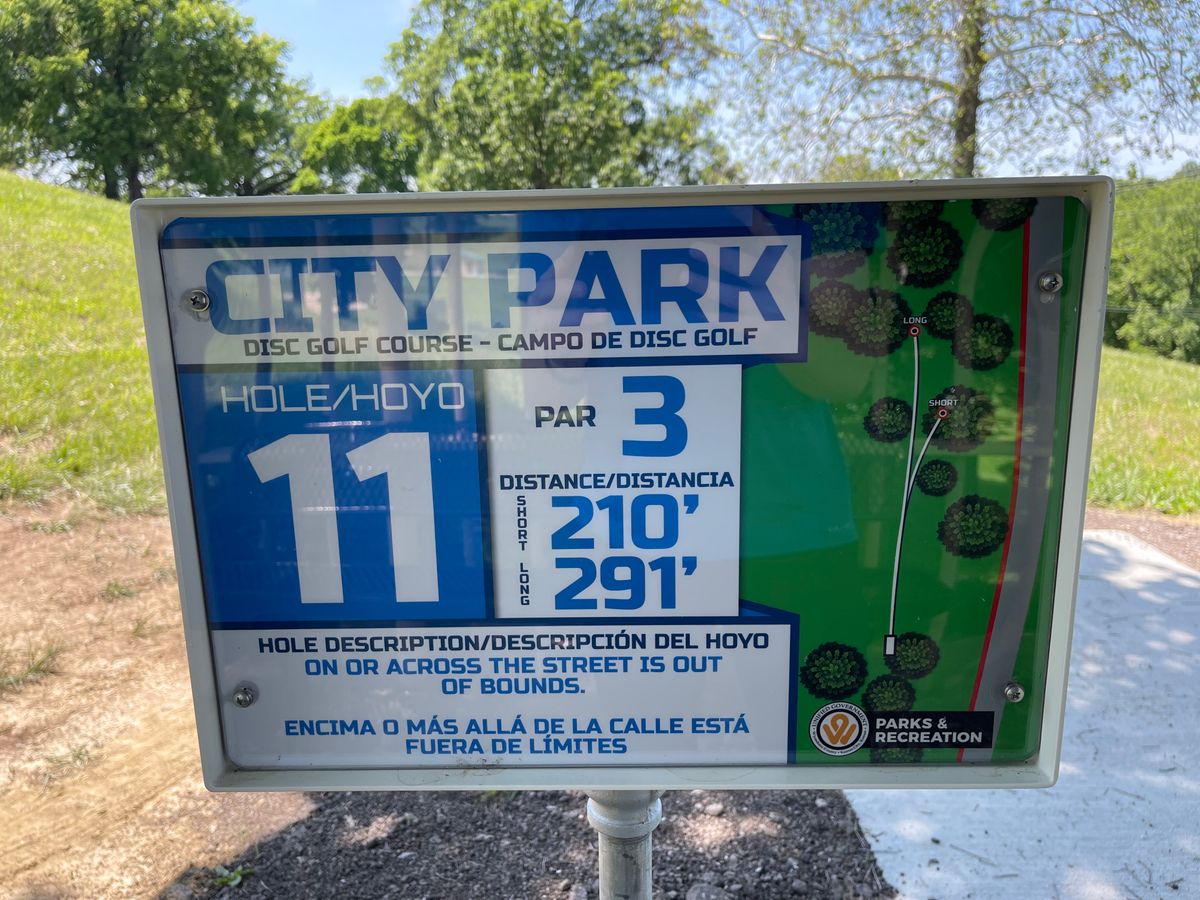 CITY PARK
DISC GOLF COURSE - CAMPO DE DISC GOLF
HOLE/HOYO
11
PAR 3
DISTANCE/DISTANCIA
SHORT 210’
LONG 291’
HOLE DESCRIPTION/DESCRIPCIÓN DEL HOYO
ON OR ACROSS THE STREET IS OUT
OF BOUNDS.
ENCIMA O MÁS ALLÁ DE LA CALLE ESTÁ
FUERA DE LÍMITES
LONG
SHORT
UNIFIED GOVERNMENT
PARKS &
RECREATION